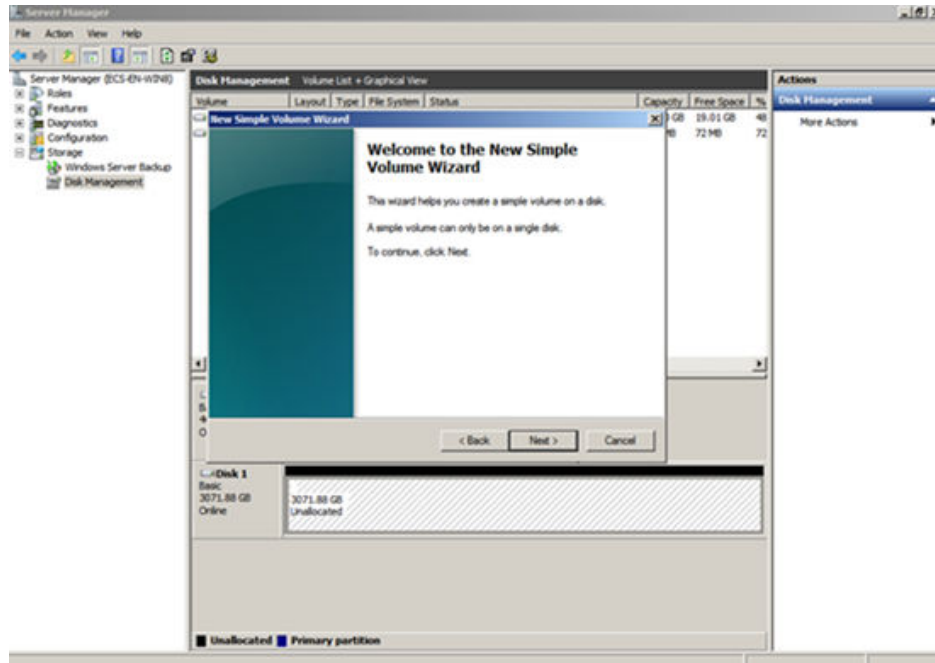 Server Manager
File Action View Help
Server Manager (ECS-EN-WIN8)
Roles
Features
Diagnostics
Configuration
Storage
Windows Server Backup
Disk Management
Disk Management Volume List + Graphical View
Volume Layout Type File System Status Capacity Free Space %
GB 19.01 GB 48
MB 72 MB 72
New Simple Volume Wizard
Welcome to the New Simple
Volume Wizard
This wizard helps you create a simple volume on a disk.
A simple volume can only be on a single disk.
To continue, click Next.
< Back Next > Cancel
Disk 1
Basic
3071.88 GB
Online
3071.88 GB
Unallocated
Unallocated Primary partition
Actions
Disk Management
More Actions